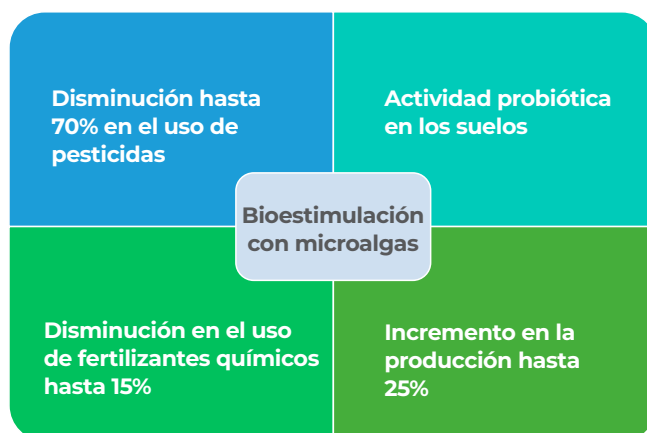 Disminución hasta
70% en el uso de
pesticidas
Actividad probiótica
en los suelos
Bioestimulación
con microalgas
Disminución en el uso
de fertilizantes químicos
hasta 15%
Incremento en la
producción hasta
25%